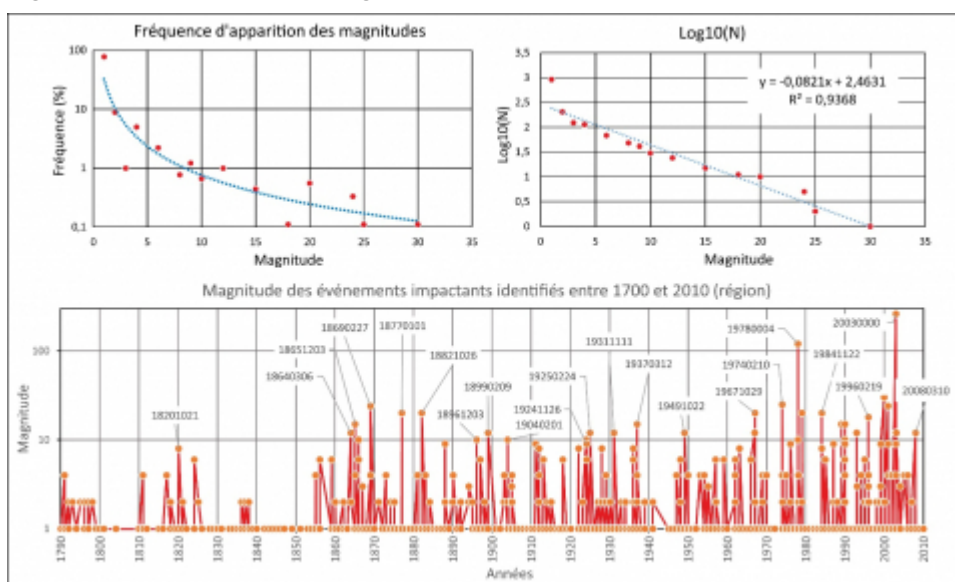 Fréquence d'apparition des magnitudes
100
10
1
0,1
Fréquence (%)
0 5 10 15 20 25 30 35
Magnitude
Log10(N)
3,5
3
2,5
2
1,5
1
0,5
0
Log10(N)
y = -0,0821x + 2,4631
R² = 0,9368
0 5 10 15 20 25 30 35
Magnitude
Magnitude des événements impactants identifiés entre 1700 et 2010 (région)
100
10
1
Magnitude
18201021
18640306
18651203
18690227
18770101
18821026
18961203
18990209
19040201
19241126
19250224
19311111
19370312
19491022
19671029
19740210
19780004
19841122
19960219
20030000
20080310
1790 1800 1810 1820 1830 1840 1850 1860 1870 1880 1890 1900 1910 1920 1930 1940 1950 1960 1970 1980 1990 2000 2010
Années